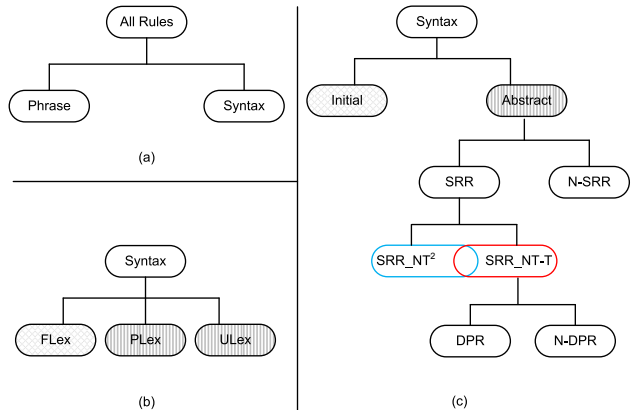 All Rules
Phrase
Syntax
(a)
Syntax
FLex
PLex
ULex
(b)
Syntax
Initial
Abstract
SRR
N-SRR
SRR_NT²
SRR_NT-T
DPR
N-DPR
(c)